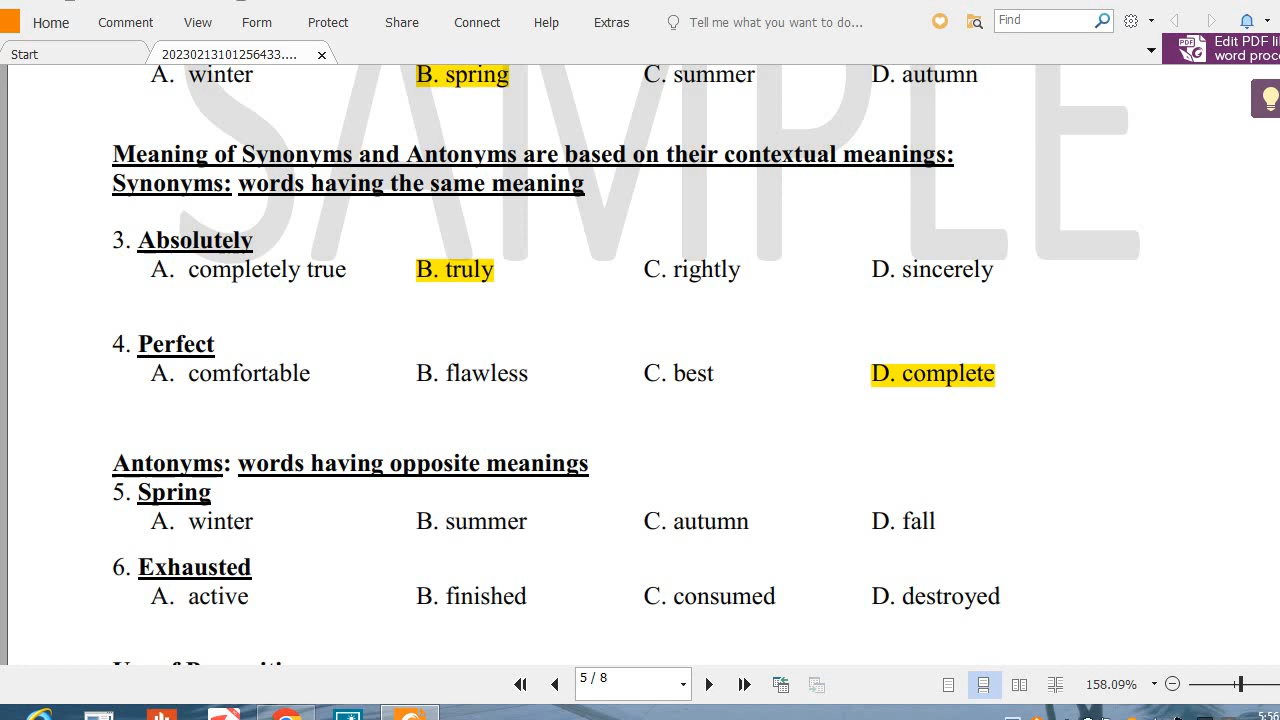 Home Comment View Form Protect Share Connect Help Extras Tell me what you want to do... Find
Start 20230213101256433....
Edit PDF li
word proce
SAMPLE
A. winter B. spring C. summer D. autumn
Meaning of Synonyms and Antonyms are based on their contextual meanings:
Synonyms: words having the same meaning
3. Absolutely
A. completely true B. truly C. rightly D. sincerely
4. Perfect
A. comfortable B. flawless C. best D. complete
Antonyms: words having opposite meanings
5. Spring
A. winter B. summer C. autumn D. fall
6. Exhausted
A. active B. finished C. consumed D. destroyed
5 / 8 158.09%
5:56